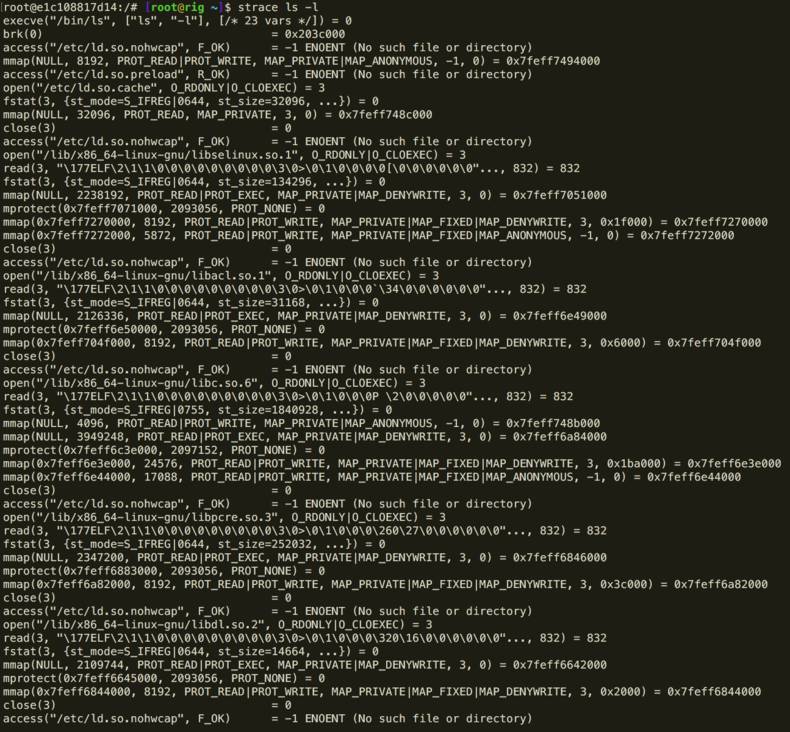 [root@e1c108817d14:/# [root@rig ~]$ strace ls -l
execve("/bin/ls", ["ls", "-l"], [/* 23 vars */]) = 0
brk(0)                                  = 0x203c000
access("/etc/ld.so.nohwcap", F_OK)      = -1 ENOENT (No such file or directory)
mmap(NULL, 8192, PROT_READ|PROT_WRITE, MAP_PRIVATE|MAP_ANONYMOUS, -1, 0) = 0x7feff7494000
access("/etc/ld.so.preload", R_OK)      = -1 ENOENT (No such file or directory)
open("/etc/ld.so.cache", O_RDONLY|O_CLOEXEC) = 3
fstat(3, {st_mode=S_IFREG|0644, st_size=32096, ...}) = 0
mmap(NULL, 32096, PROT_READ, MAP_PRIVATE, 3, 0) = 0x7feff748c000
close(3)                                = 0
access("/etc/ld.so.nohwcap", F_OK)      = -1 ENOENT (No such file or directory)
open("/lib/x86_64-linux-gnu/libselinux.so.1", O_RDONLY|O_CLOEXEC) = 3
read(3, "\177ELF\2\1\1\0\0\0\0\0\0\0\0\0\3\0>\0\1\0\0\0[\0\0\0\0\0\0"..., 832) = 832
fstat(3, {st_mode=S_IFREG|0644, st_size=134296, ...}) = 0
mmap(NULL, 2238192, PROT_READ|PROT_EXEC, MAP_PRIVATE|MAP_DENYWRITE, 3, 0) = 0x7feff7051000
mprotect(0x7feff7071000, 2093056, PROT_NONE) = 0
mmap(0x7feff7270000, 8192, PROT_READ|PROT_WRITE, MAP_PRIVATE|MAP_FIXED|MAP_DENYWRITE, 3, 0x1f000) = 0x7feff7270000
mmap(0x7feff7272000, 5872, PROT_READ|PROT_WRITE, MAP_PRIVATE|MAP_FIXED|MAP_ANONYMOUS, -1, 0) = 0x7feff7272000
close(3)                                = 0
access("/etc/ld.so.nohwcap", F_OK)      = -1 ENOENT (No such file or directory)
open("/lib/x86_64-linux-gnu/libacl.so.1", O_RDONLY|O_CLOEXEC) = 3
read(3, "\177ELF\2\1\1\0\0\0\0\0\0\0\0\0\3\0>\0\1\0\0\0`\34\0\0\0\0\0\0"..., 832) = 832
fstat(3, {st_mode=S_IFREG|0644, st_size=31168, ...}) = 0
mmap(NULL, 2126336, PROT_READ|PROT_EXEC, MAP_PRIVATE|MAP_DENYWRITE, 3, 0) = 0x7feff6e49000
mprotect(0x7feff6e50000, 2093056, PROT_NONE) = 0
mmap(0x7feff704f000, 8192, PROT_READ|PROT_WRITE, MAP_PRIVATE|MAP_FIXED|MAP_DENYWRITE, 3, 0x6000) = 0x7feff704f000
close(3)                                = 0
access("/etc/ld.so.nohwcap", F_OK)      = -1 ENOENT (No such file or directory)
open("/lib/x86_64-linux-gnu/libc.so.6", O_RDONLY|O_CLOEXEC) = 3
read(3, "\177ELF\2\1\1\0\0\0\0\0\0\0\0\0\3\0>\0\1\0\0\0P \2\0\0\0\0\0"..., 832) = 832
fstat(3, {st_mode=S_IFREG|0755, st_size=1840928, ...}) = 0
mmap(NULL, 4096, PROT_READ|PROT_WRITE, MAP_PRIVATE|MAP_ANONYMOUS, -1, 0) = 0x7feff748b000
mmap(NULL, 3949248, PROT_READ|PROT_EXEC, MAP_PRIVATE|MAP_DENYWRITE, 3, 0) = 0x7feff6a84000
mprotect(0x7feff6c3e000, 2097152, PROT_NONE) = 0
mmap(0x7feff6e3e000, 24576, PROT_READ|PROT_WRITE, MAP_PRIVATE|MAP_FIXED|MAP_DENYWRITE, 3, 0x1ba000) = 0x7feff6e3e000
mmap(0x7feff6e44000, 17088, PROT_READ|PROT_WRITE, MAP_PRIVATE|MAP_FIXED|MAP_ANONYMOUS, -1, 0) = 0x7feff6e44000
close(3)                                = 0
access("/etc/ld.so.nohwcap", F_OK)      = -1 ENOENT (No such file or directory)
open("/lib/x86_64-linux-gnu/libpcre.so.3", O_RDONLY|O_CLOEXEC) = 3
read(3, "\177ELF\2\1\1\0\0\0\0\0\0\0\0\0\3\0>\0\1\0\0\0\260\27\0\0\0\0\0\0"..., 832) = 832
fstat(3, {st_mode=S_IFREG|0644, st_size=252032, ...}) = 0
mmap(NULL, 2347200, PROT_READ|PROT_EXEC, MAP_PRIVATE|MAP_DENYWRITE, 3, 0) = 0x7feff6846000
mprotect(0x7feff6883000, 2093056, PROT_NONE) = 0
mmap(0x7feff6a82000, 8192, PROT_READ|PROT_WRITE, MAP_PRIVATE|MAP_FIXED|MAP_DENYWRITE, 3, 0x3c000) = 0x7feff6a82000
close(3)                                = 0
access("/etc/ld.so.nohwcap", F_OK)      = -1 ENOENT (No such file or directory)
open("/lib/x86_64-linux-gnu/libdl.so.2", O_RDONLY|O_CLOEXEC) = 3
read(3, "\177ELF\2\1\1\0\0\0\0\0\0\0\0\0\3\0>\0\1\0\0\0\320\16\0\0\0\0\0\0"..., 832) = 832
fstat(3, {st_mode=S_IFREG|0644, st_size=14664, ...}) = 0
mmap(NULL, 2109744, PROT_READ|PROT_EXEC, MAP_PRIVATE|MAP_DENYWRITE, 3, 0) = 0x7feff6642000
mprotect(0x7feff6645000, 2093056, PROT_NONE) = 0
mmap(0x7feff6844000, 8192, PROT_READ|PROT_WRITE, MAP_PRIVATE|MAP_FIXED|MAP_DENYWRITE, 3, 0x2000) = 0x7feff6844000
close(3)                                = 0
access("/etc/ld.so.nohwcap", F_OK)      = -1 ENOENT (No such file or directory)